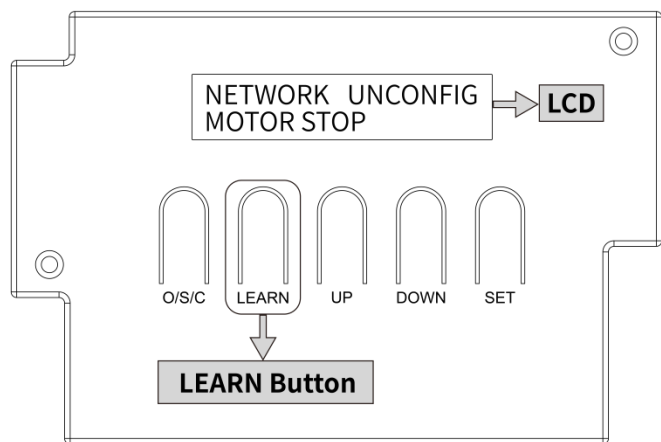 NETWORK UNCONFIG
MOTOR STOP
LCD
O/S/C LEARN UP DOWN SET
LEARN Button